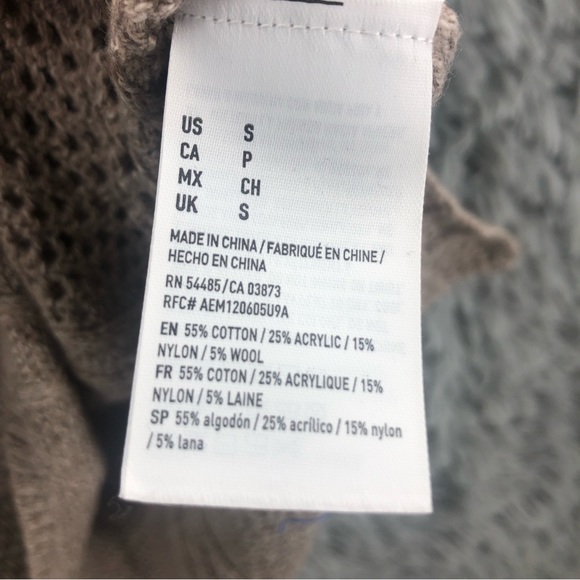 US S
CA P
MX CH
UK S
MADE IN CHINA / FABRIQUÉ EN CHINE /
HECHO EN CHINA
RN 54485/CA 03873
RFC# AEM120605U9A
EN 55% COTTON / 25% ACRYLIC / 15%
NYLON / 5% WOOL
FR 55% COTON / 25% ACRYLIQUE / 15%
NYLON / 5% LAINE
SP 55% algodón / 25% acrílico / 15% nylon
/ 5% lana